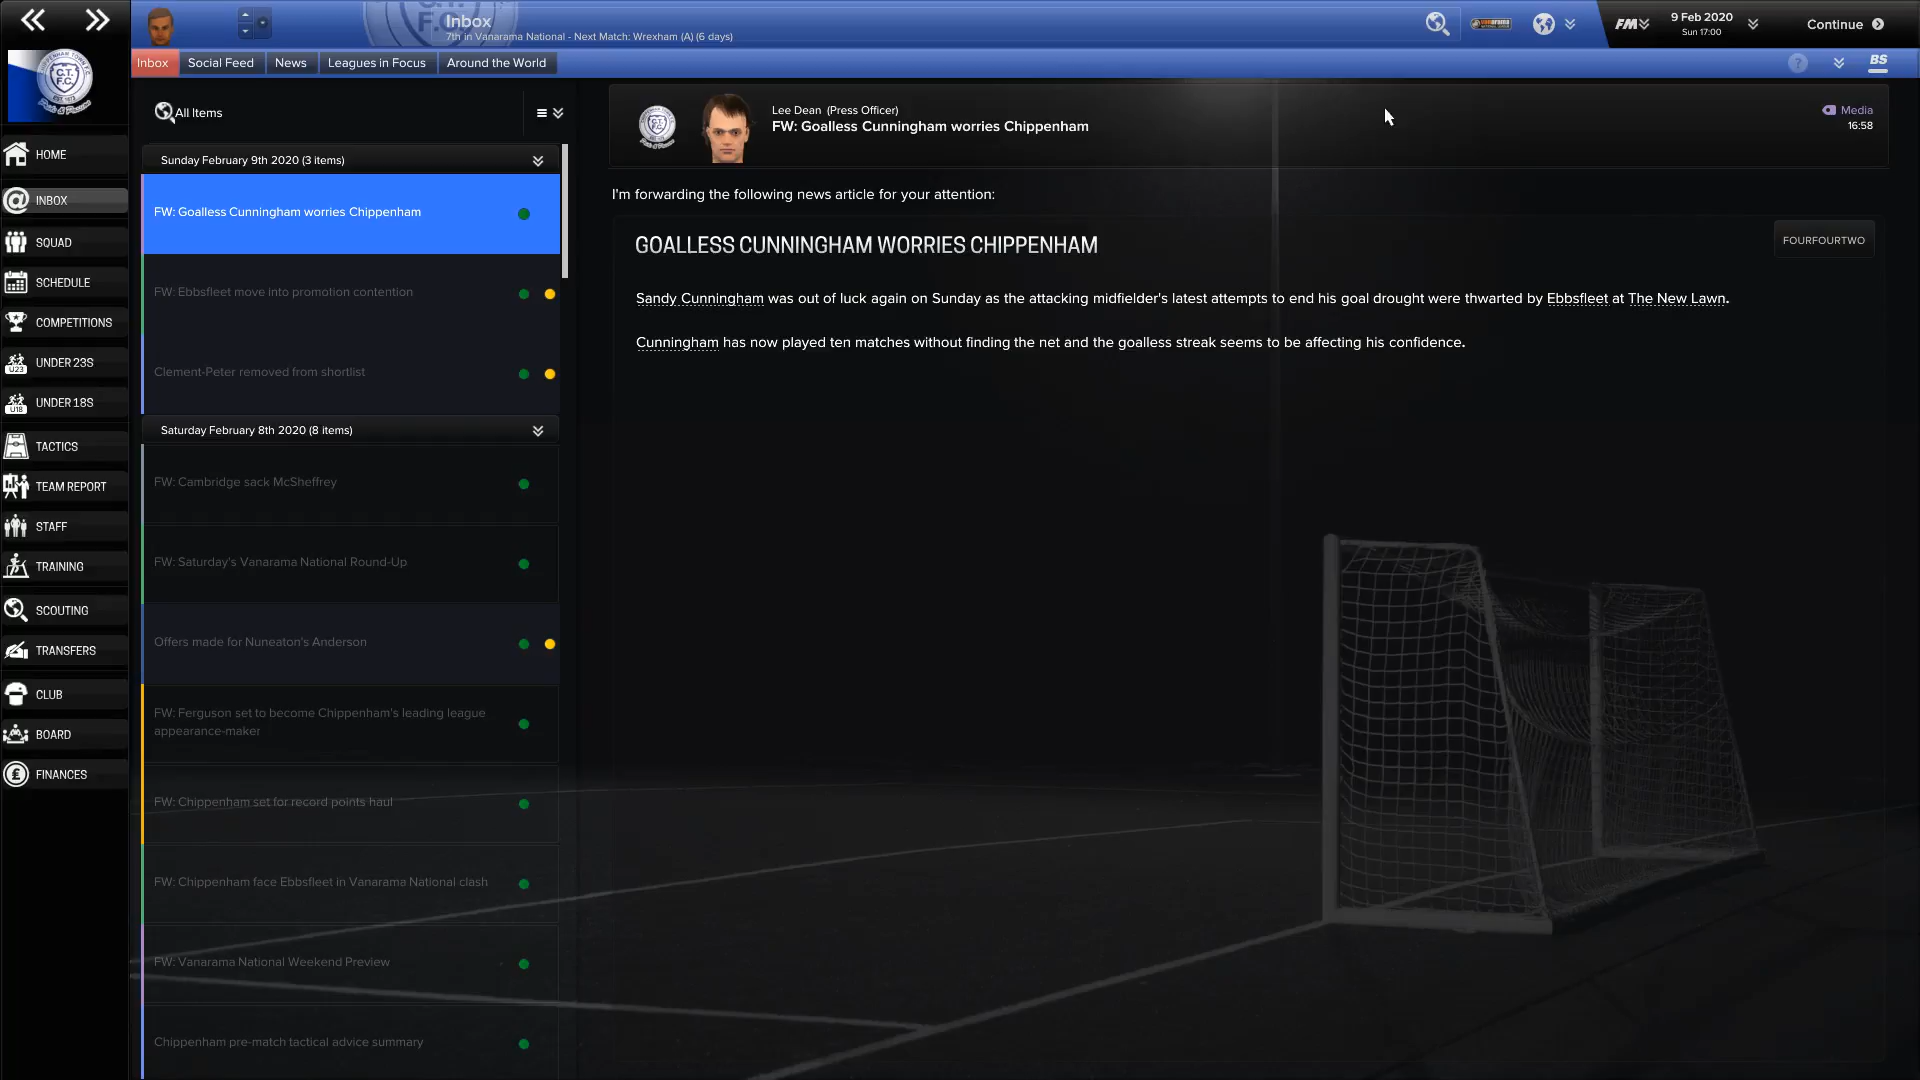 Inbox
7th in Vanarama National - Next Match: Wrexham (A) (6 days)
FM
9 Feb 2020
Sun 17:00
Continue
Inbox
Social Feed
News
Leagues in Focus
Around the World
?
BS
C.T.F.C.
HOME
INBOX
SQUAD
SCHEDULE
COMPETITIONS
UNDER 23S
UNDER 18S
TACTICS
TEAM REPORT
STAFF
TRAINING
SCOUTING
TRANSFERS
CLUB
BOARD
FINANCES
All Items
Sunday February 9th 2020 (3 items)
FW: Goalless Cunningham worries Chippenham
FW: Ebbsfleet move into promotion contention
Clement-Peter removed from shortlist
Saturday February 8th 2020 (8 items)
FW: Cambridge sack McSheffrey
FW: Saturday's Vanarama National Round-Up
Offers made for Nuneaton's Anderson
FW: Ferguson set to become Chippenham's leading league
appearance-maker
FW: Chippenham set for record points haul
FW: Chippenham face Ebbsfleet in Vanarama National clash
FW: Vanarama National Weekend Preview
Chippenham pre-match tactical advice summary
Lee Dean (Press Officer)
FW: Goalless Cunningham worries Chippenham
Media
16:58
I'm forwarding the following news article for your attention:
GOALLESS CUNNINGHAM WORRIES CHIPPENHAM
FOURFOURTWO
Sandy Cunningham was out of luck again on Sunday as the attacking midfielder's latest attempts to end his goal drought were thwarted by Ebbsfleet at The New Lawn.
Cunningham has now played ten matches without finding the net and the goalless streak seems to be affecting his confidence.